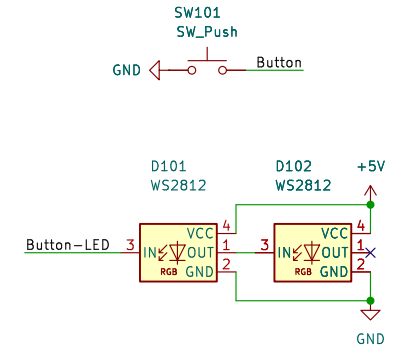 SW101
SW_Push
GND
Button
D101
WS2812
D102
WS2812
+5V
Button-LED
3
IN
RGB
VCC
4
OUT
1
GND
2
3
IN
RGB
VCC
4
OUT
1
GND
2
GND